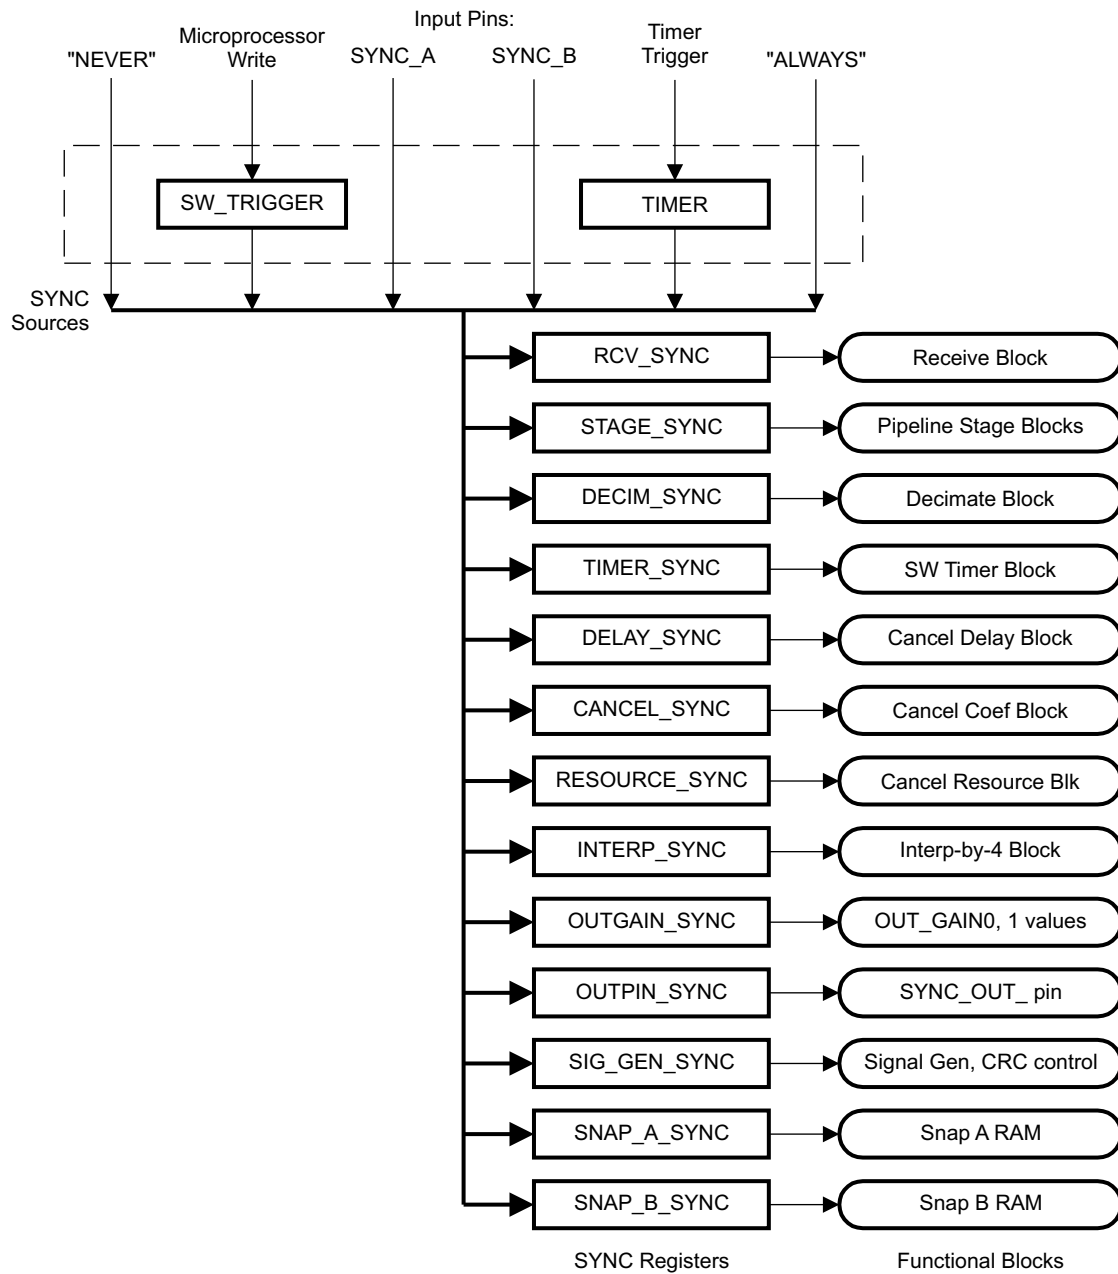 Input Pins:
"NEVER"
Microprocessor
Write
SYNC_A
SYNC_B
Timer
Trigger
"ALWAYS"
SW_TRIGGER
TIMER
SYNC
Sources
RCV_SYNC
Receive Block
STAGE_SYNC
Pipeline Stage Blocks
DECIM_SYNC
Decimate Block
TIMER_SYNC
SW Timer Block
DELAY_SYNC
Cancel Delay Block
CANCEL_SYNC
Cancel Coef Block
RESOURCE_SYNC
Cancel Resource Blk
INTERP_SYNC
Interp-by-4 Block
OUTGAIN_SYNC
OUT_GAIN0, 1 values
OUTPIN_SYNC
SYNC_OUT_ pin
SIG_GEN_SYNC
Signal Gen, CRC control
SNAP_A_SYNC
Snap A RAM
SNAP_B_SYNC
Snap B RAM
SYNC Registers
Functional Blocks